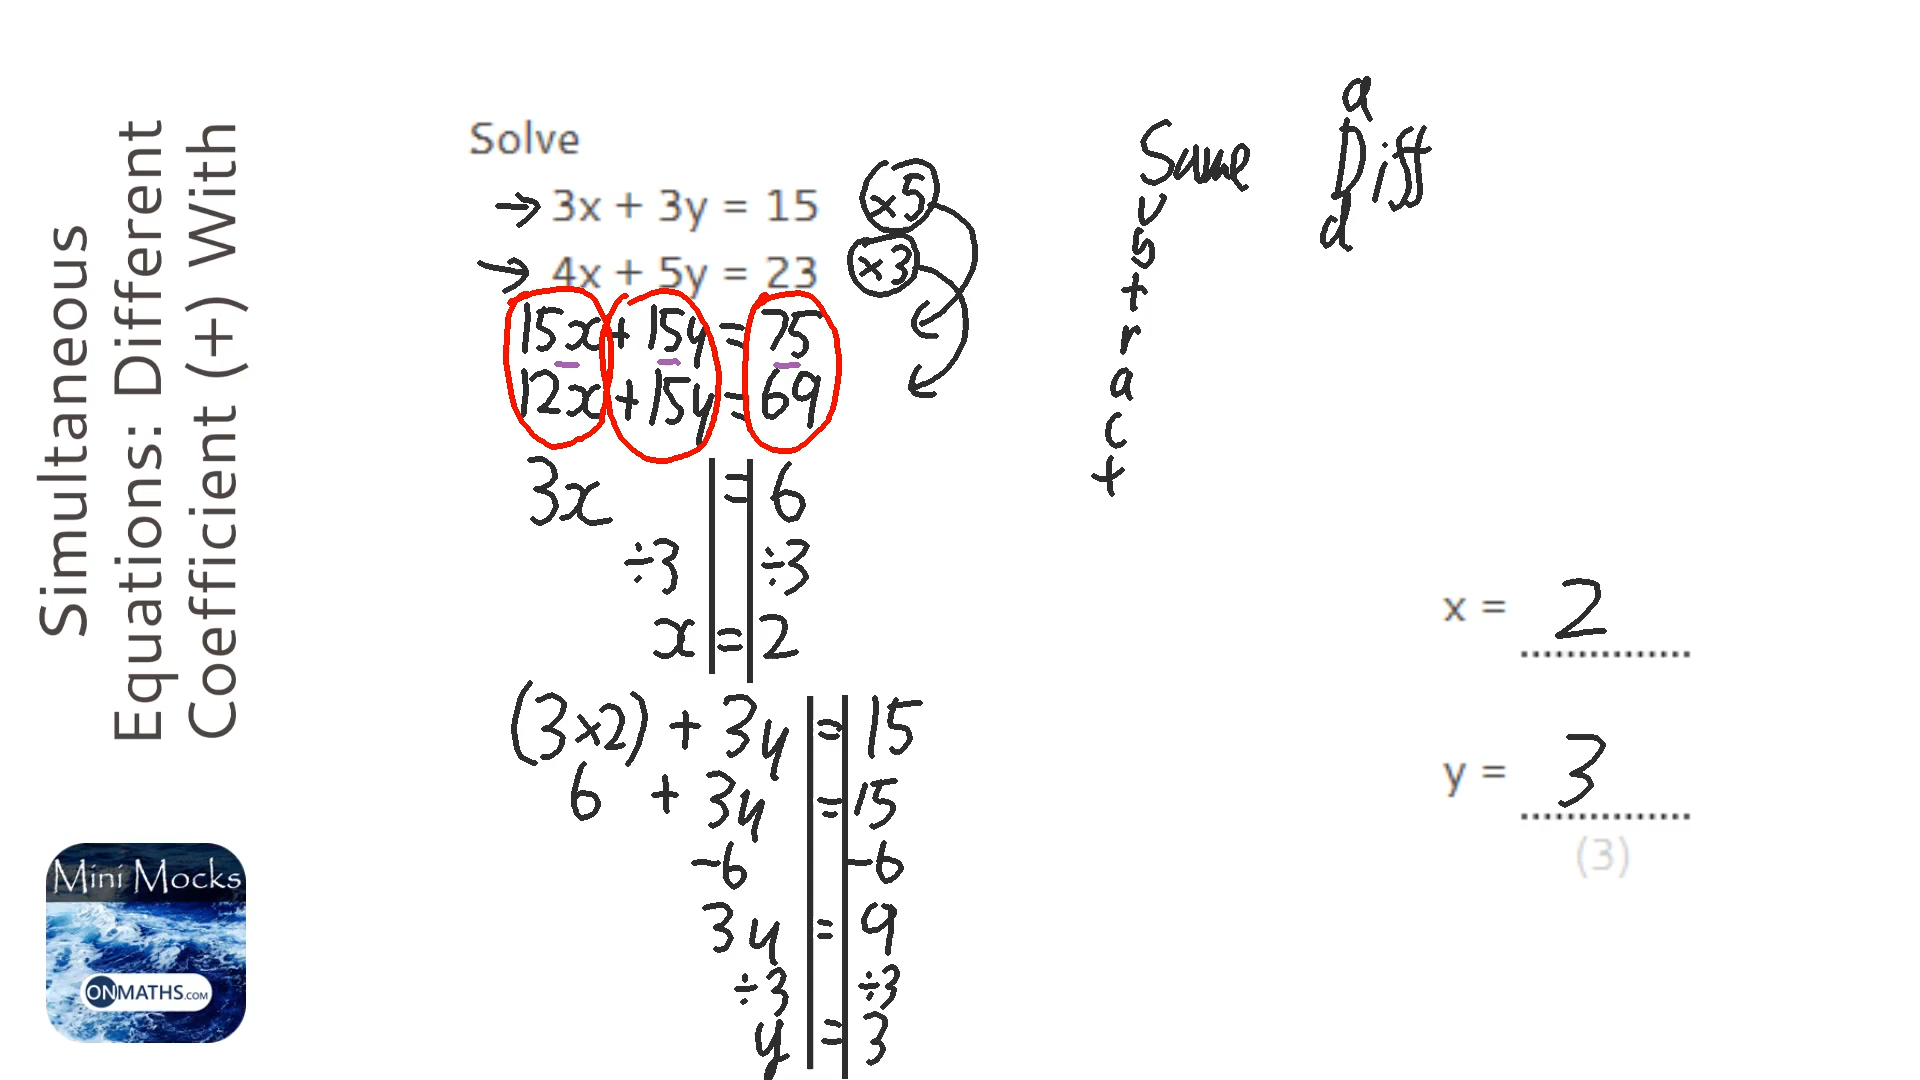 Simultaneous
Equations: Different
Coefficient (+) With
Solve
→ 3x + 3y = 15 ×5
→ 4x + 5y = 23 ×3
15x + 15y = 75
12x + 15y = 69
3x = 6
÷3 ÷3
x = 2
(3×2) + 3y = 15
6 + 3y = 15
-6 -6
3y = 9
÷3 ÷3
y = 3
Same
u
b
t
r
a
c
t
a
Diff
d
x = 2
y = 3
(3)
Mini Mocks
ONMATHS.COM